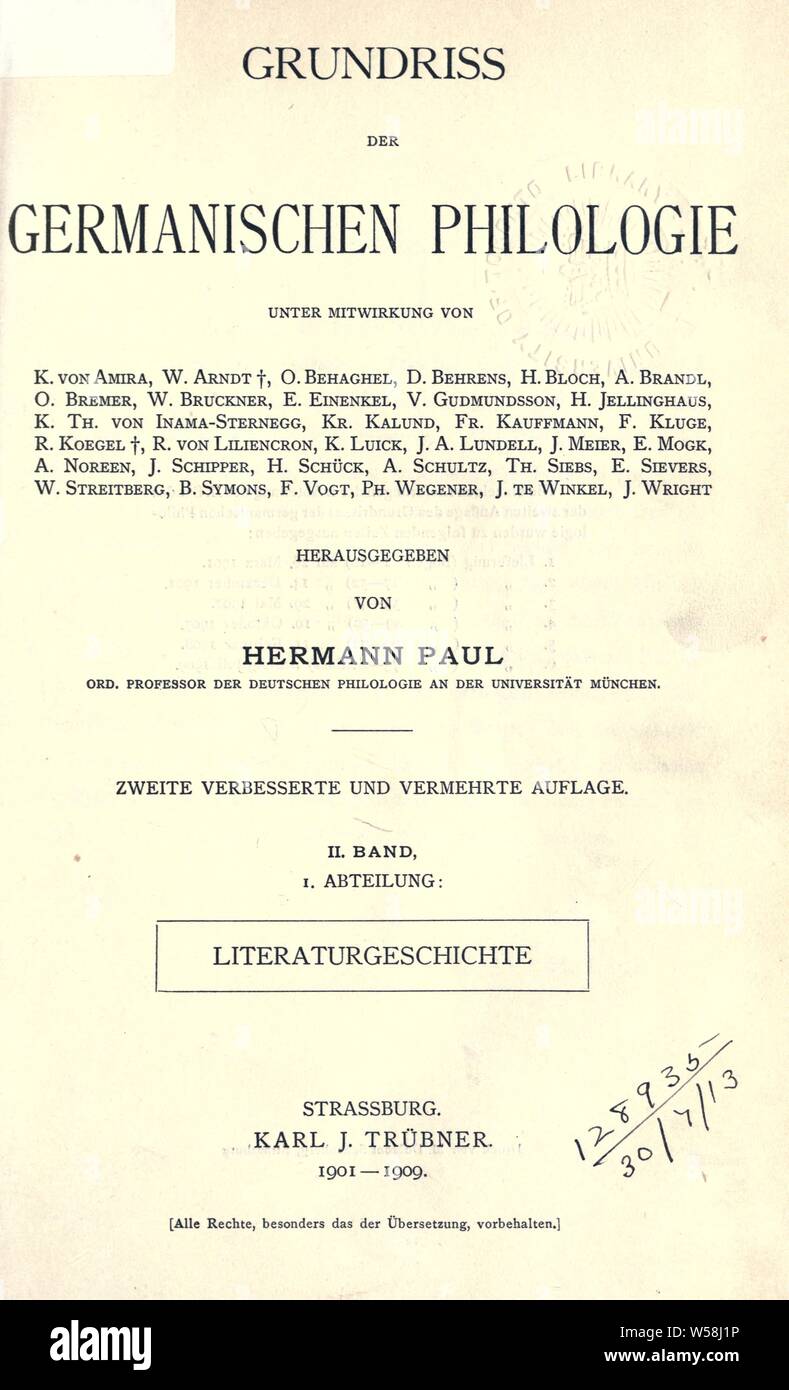 GRUNDRISS
DER
GERMANISCHEN PHILOLOGIE
UNTER MITWIRKUNG VON
K. VON AMIRA, W. ARNDT †, O. BEHAGHEL, D. BEHRENS, H. BLOCH, A. BRANDL,
O. BREMER, W. BRUCKNER, E. EINENKEL, V. GUDMUNDSSON, H. JELLINGHAUS,
K. TH. VON INAMA-STERNEGG, KR. KALUND, FR. KAUFFMANN, F. KLUGE,
R. KOEGEL †, R. VON LILIENCRON, K. LUICK, J. A. LUNDELL, J. MEIER, E. MOGK,
A. NOREEN, J. SCHIPPER, H. SCHÜCK, A. SCHULTZ, TH. SIEBS, E. SIEVERS,
W. STREITBERG, B. SYMONS, F. VOGT, PH. WEGENER, J. TE WINKEL, J. WRIGHT
HERAUSGEGEBEN
VON
HERMANN PAUL
ORD. PROFESSOR DER DEUTSCHEN PHILOLOGIE AN DER UNIVERSITÄT MÜNCHEN.
ZWEITE VERBESSERTE UND VERMEHRTE AUFLAGE.
II. BAND,
1. ABTEILUNG:
LITERATURGESCHICHTE
STRASSBURG.
KARL J. TRÜBNER.
1901—1909.
[Alle Rechte, besonders das der Übersetzung, vorbehalten.]
128935
30/7/13
alamy
Image ID: W58J1P
www.alamy.com